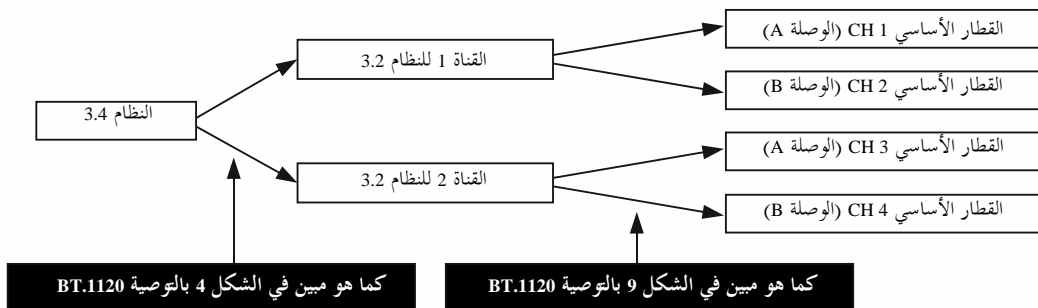 القطار الأساسي CH 1 (الوصلة A)
القناة 1 للنظام 3.2
القطار الأساسي CH 2 (الوصلة B)
النظام 3.4
القطار الأساسي CH 3 (الوصلة A)
القناة 2 للنظام 3.2
القطار الأساسي CH 4 (الوصلة B)
كما هو مبين في الشكل 9 بالتوصية BT.1120
كما هو مبين في الشكل 4 بالتوصية BT.1120